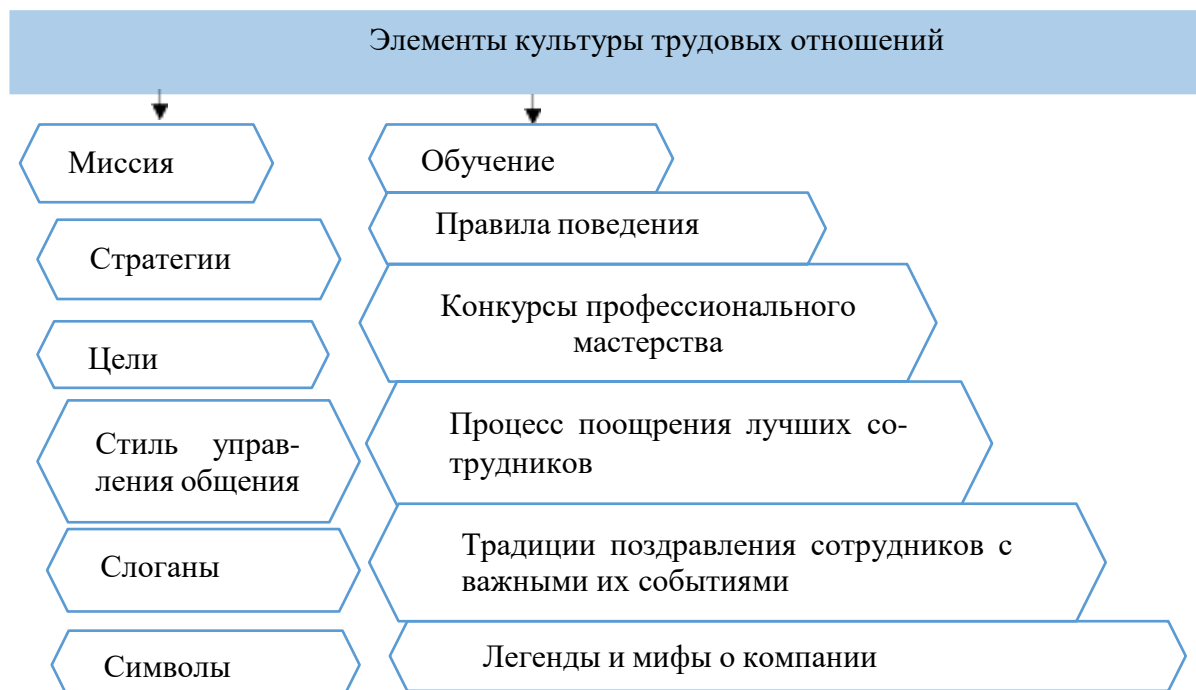 Элементы культуры трудовых отношений
Миссия
Стратегии
Цели
Стиль управ-
ления общения
Слоганы
Символы
Обучение
Правила поведения
Конкурсы профессионального
мастерства
Процесс поощрения лучших со-
трудников
Традиции поздравления сотрудников с
важными их событиями
Легенды и мифы о компании